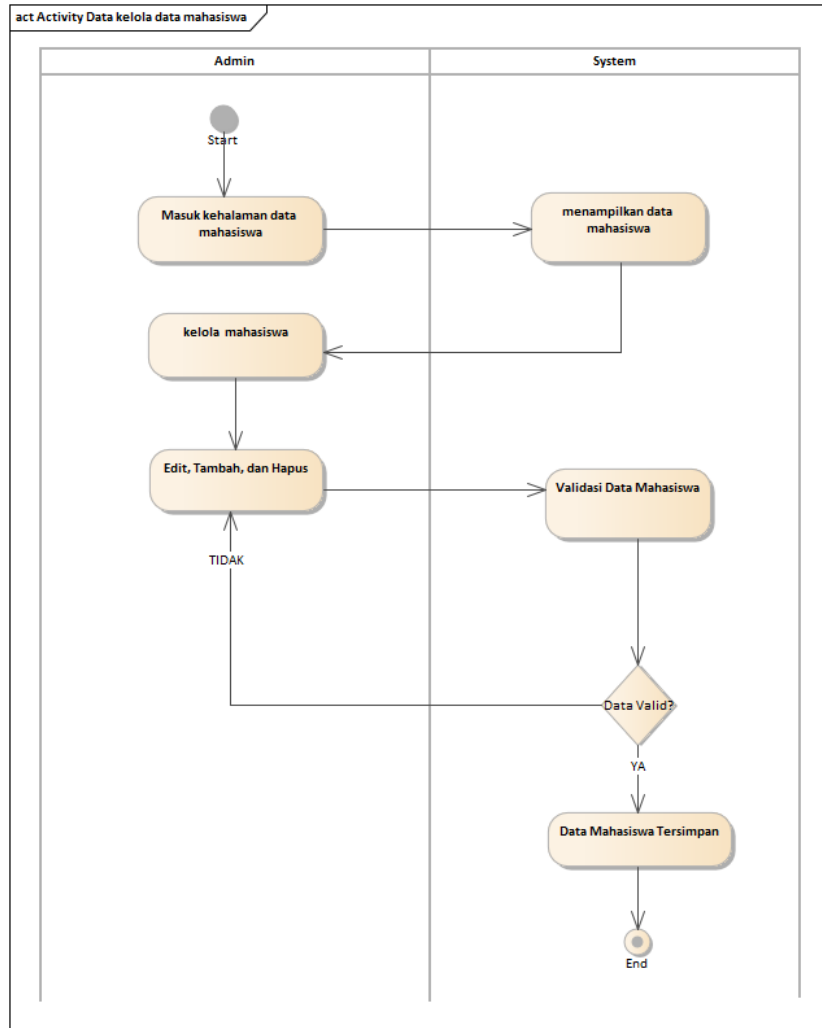 act Activity Data kelola data mahasiswa
Admin
System
Start
Masuk kehalaman data
mahasiswa
menampilkan data
mahasiswa
kelola mahasiswa
Edit, Tambah, dan Hapus
Validasi Data Mahasiswa
TIDAK
Data Valid?
YA
Data Mahasiswa Tersimpan
End